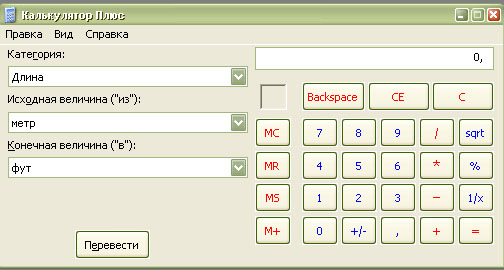 Калькулятор Плюс
Правка Вид Справка
Категория:
Длина
Исходная величина ("из"):
метр
Конечная величина ("в"):
фут
Перевести
0,
Backspace CE C
MC 7 8 9 / sqrt
MR 4 5 6 * %
MS 1 2 3 − 1/x
M+ 0 +/- , + =